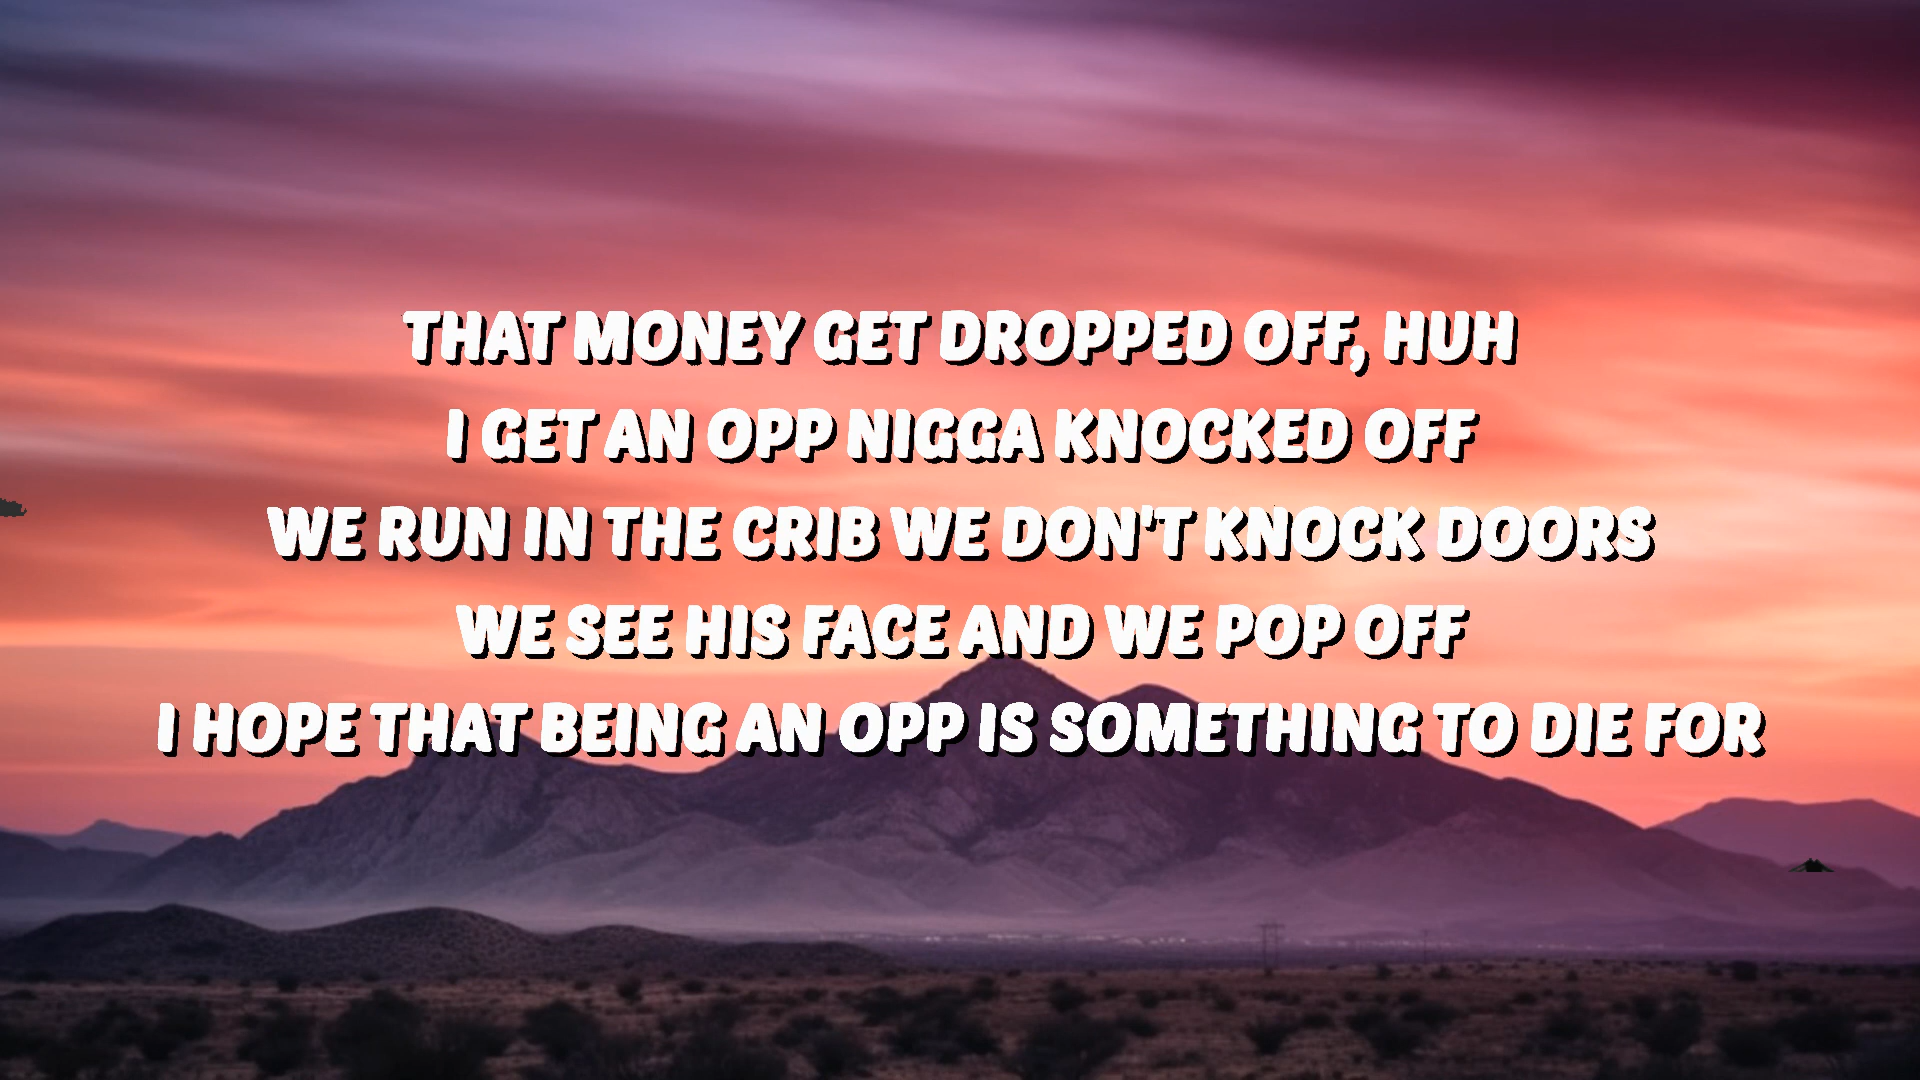 THAT MONEY GET DROPPED OFF, HUH
I GET AN OPP NIGGA KNOCKED OFF
WE RUN IN THE CRIB WE DON'T KNOCK DOORS
WE SEE HIS FACE AND WE POP OFF
I HOPE THAT BEING AN OPP IS SOMETHING TO DIE FOR